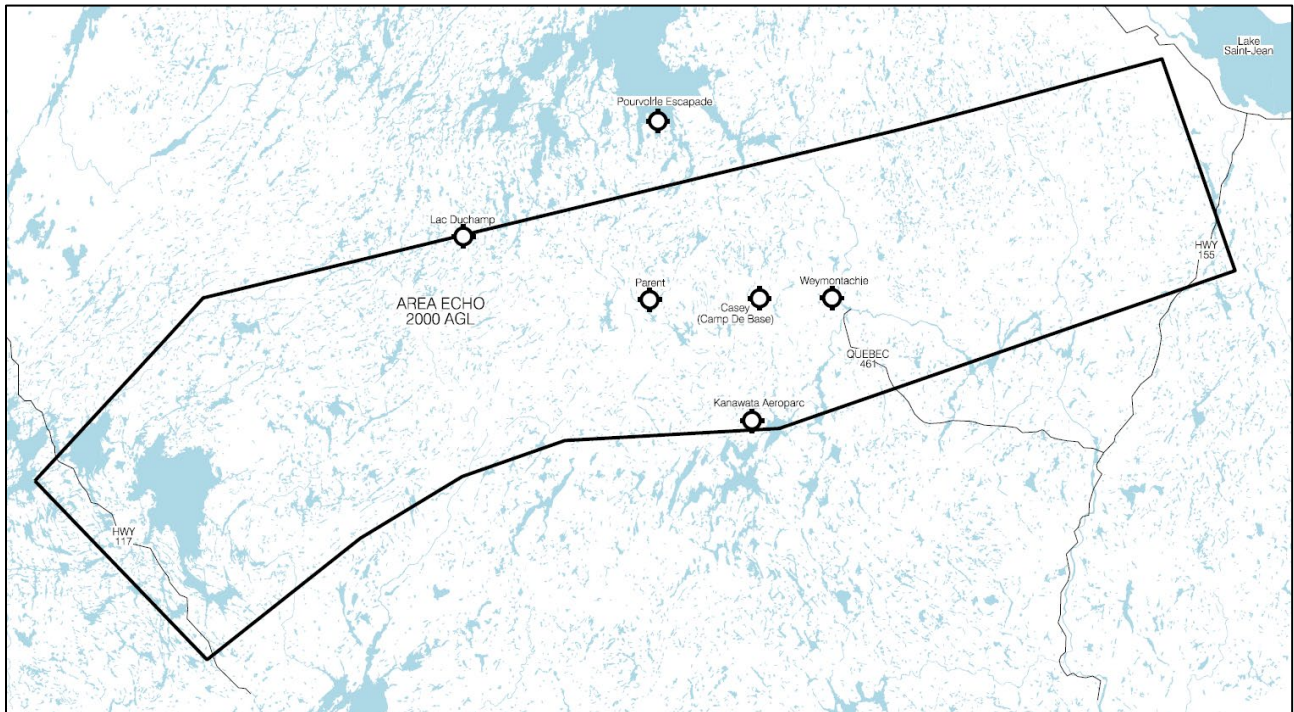 Lake
Saint-Jean
Pourvoirie Escapade
Lac Duchamp
HWY
155
Parent
Casey
(Camp De Base)
Weymontachie
AREA ECHO
2000 AGL
QUEBEC
461
Kanawata Aeroparc
HWY
117